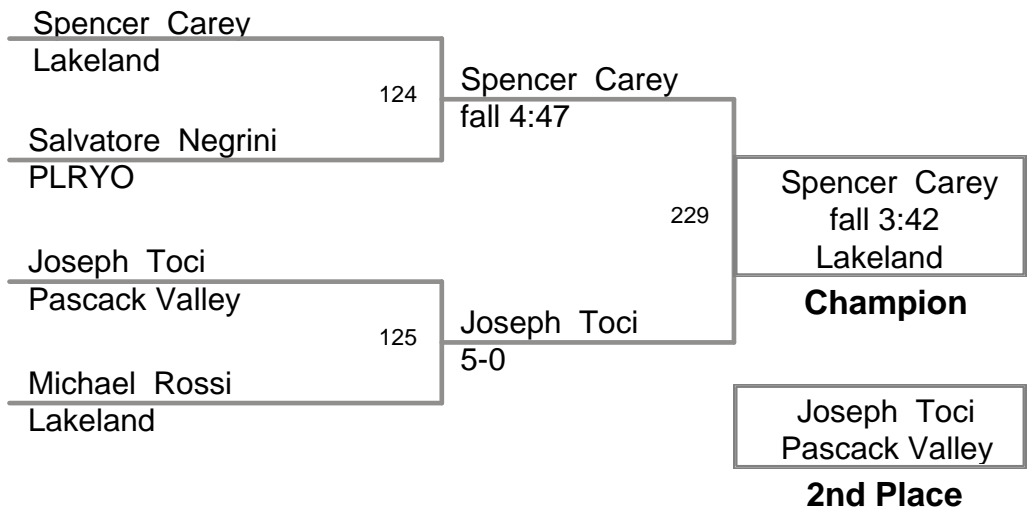 Spencer Carey
Lakeland
124
Salvatore Negrini
PLRYO
Spencer Carey
fall 4:47
Joseph Toci
Pascack Valley
125
Michael Rossi
Lakeland
Joseph Toci
5-0
229
Spencer Carey
fall 3:42
Lakeland
Champion
Joseph Toci
Pascack Valley
2nd Place